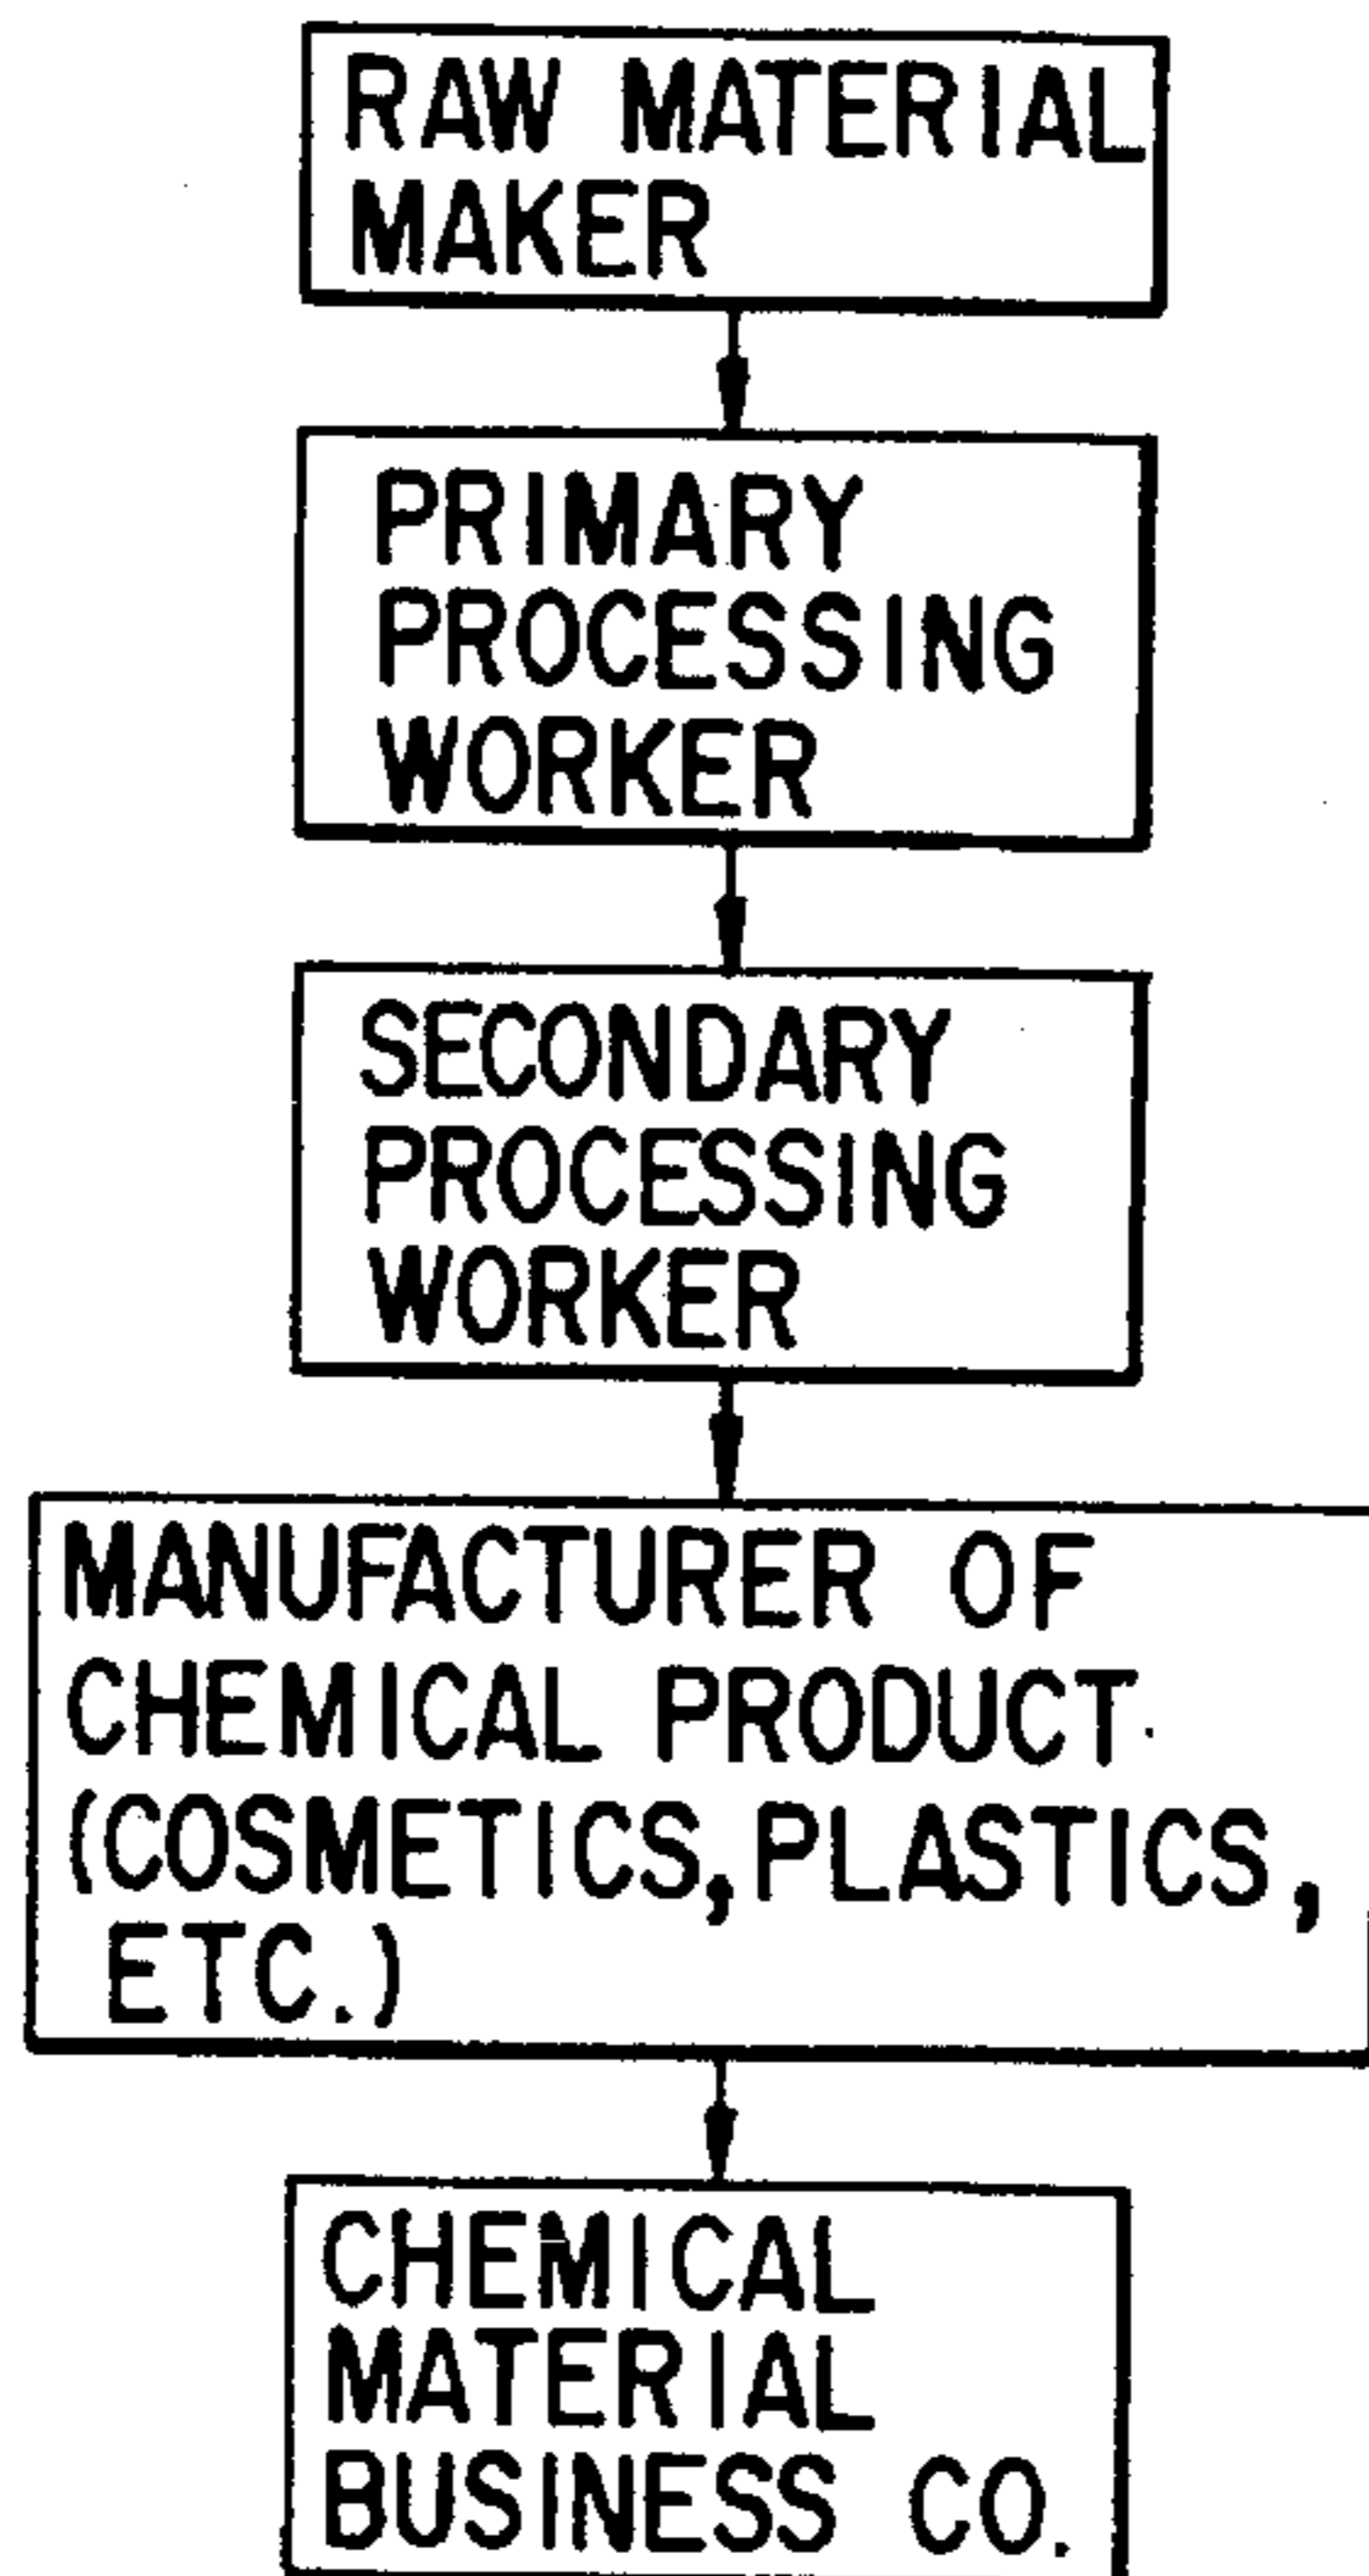 RAW MATERIAL
MAKER
PRIMARY
PROCESSING
WORKER
SECONDARY
PROCESSING
WORKER
MANUFACTURER OF
CHEMICAL PRODUCT
(COSMETICS, PLASTICS,
ETC.)
CHEMICAL
MATERIAL
BUSINESS CO.